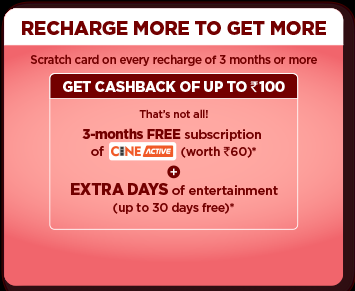 RECHARGE MORE TO GET MORE
Scratch card on every recharge of 3 months or more
GET CASHBACK OF UP TO ₹100
That's not all!
3-months FREE subscription
of CINE ACTIVE (worth ₹60)*
+
EXTRA DAYS of entertainment
(up to 30 days free)*